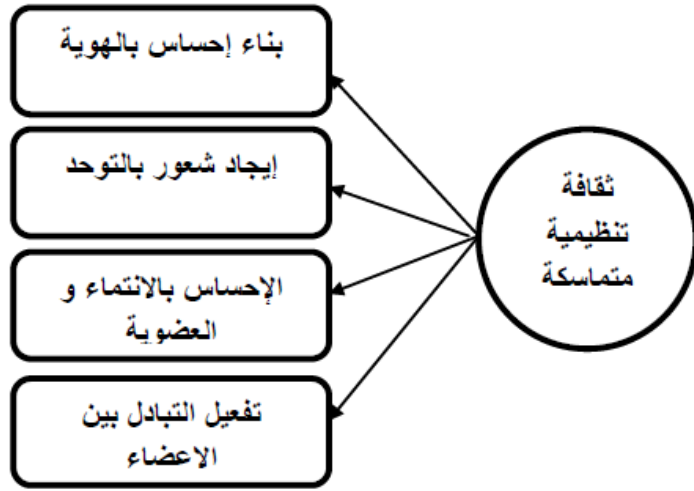 بناء إحساس بالهوية
إيجاد شعور بالتوحد
الإحساس بالانتماء و
العضوية
تفعيل التبادل بين
الاعضاء
ثقافة
تنظيمية
متماسكة